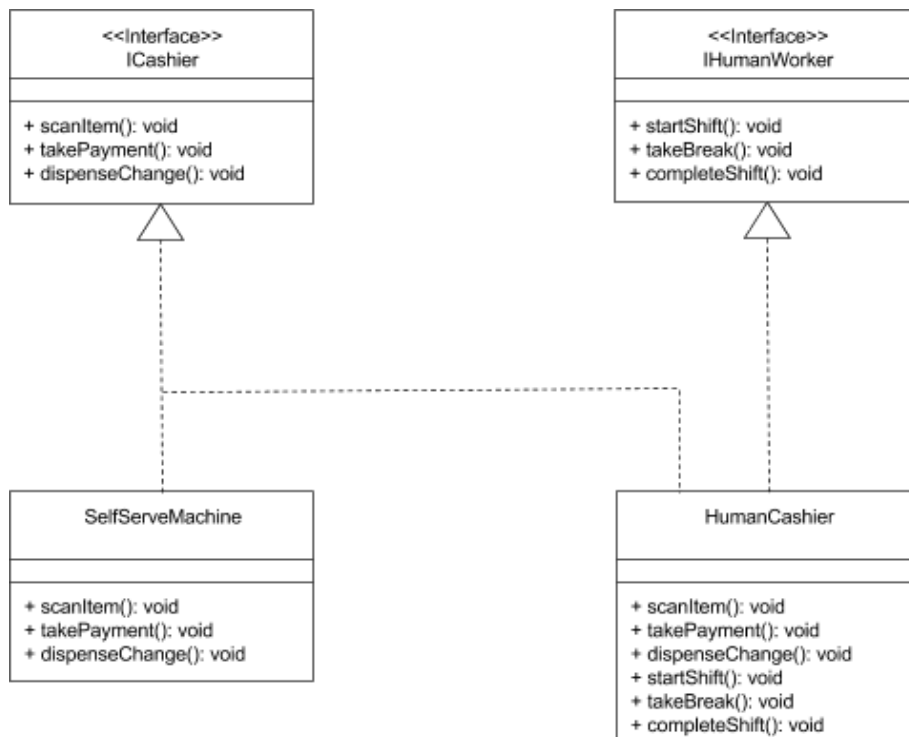 <<Interface>>
ICashier
+ scanItem(): void
+ takePayment(): void
+ dispenseChange(): void
<<Interface>>
IHumanWorker
+ startShift(): void
+ takeBreak(): void
+ completeShift(): void
SelfServeMachine
+ scanItem(): void
+ takePayment(): void
+ dispenseChange(): void
HumanCashier
+ scanItem(): void
+ takePayment(): void
+ dispenseChange(): void
+ startShift(): void
+ takeBreak(): void
+ completeShift(): void